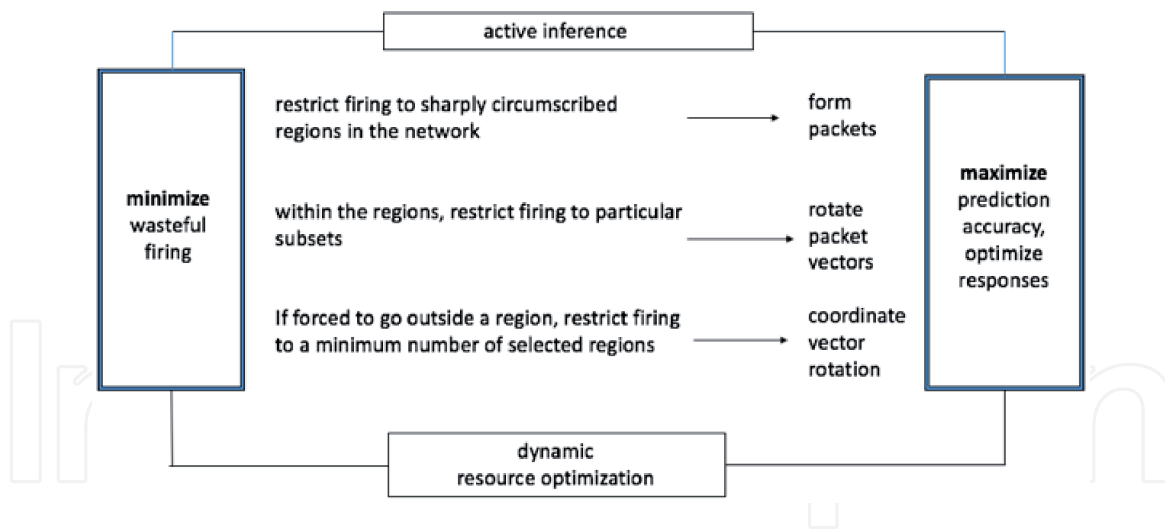 active inference
restrict firing to sharply circumscribed
regions in the network
form
packets
minimize
wasteful
firing
within the regions, restrict firing to particular
subsets
rotate
packet
vectors
maximize
prediction
accuracy,
optimize
responses
If forced to go outside a region, restrict firing
to a minimum number of selected regions
coordinate
vector
rotation
dynamic
resource optimization